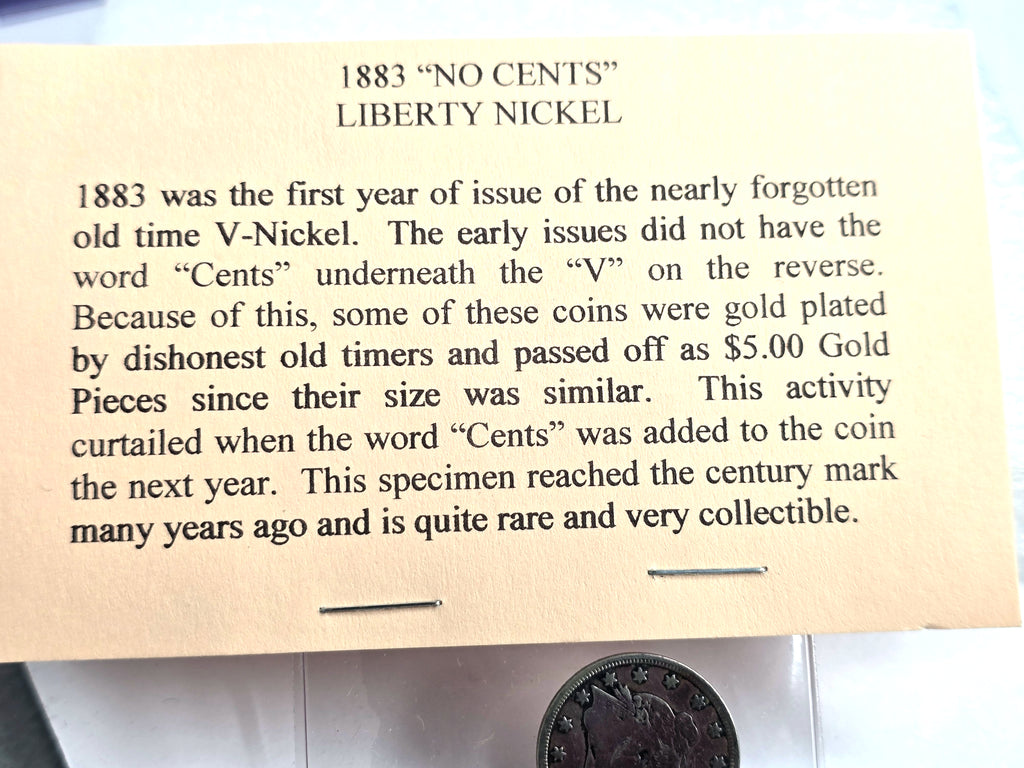 1883 “NO CENTS”
LIBERTY NICKEL
1883 was the first year of issue of the nearly forgotten
old time V-Nickel. The early issues did not have the
word “Cents” underneath the “V” on the reverse.
Because of this, some of these coins were gold plated
by dishonest old timers and passed off as $5.00 Gold
Pieces since their size was similar. This activity
curtailed when the word “Cents” was added to the coin
the next year. This specimen reached the century mark
many years ago and is quite rare and very collectible.